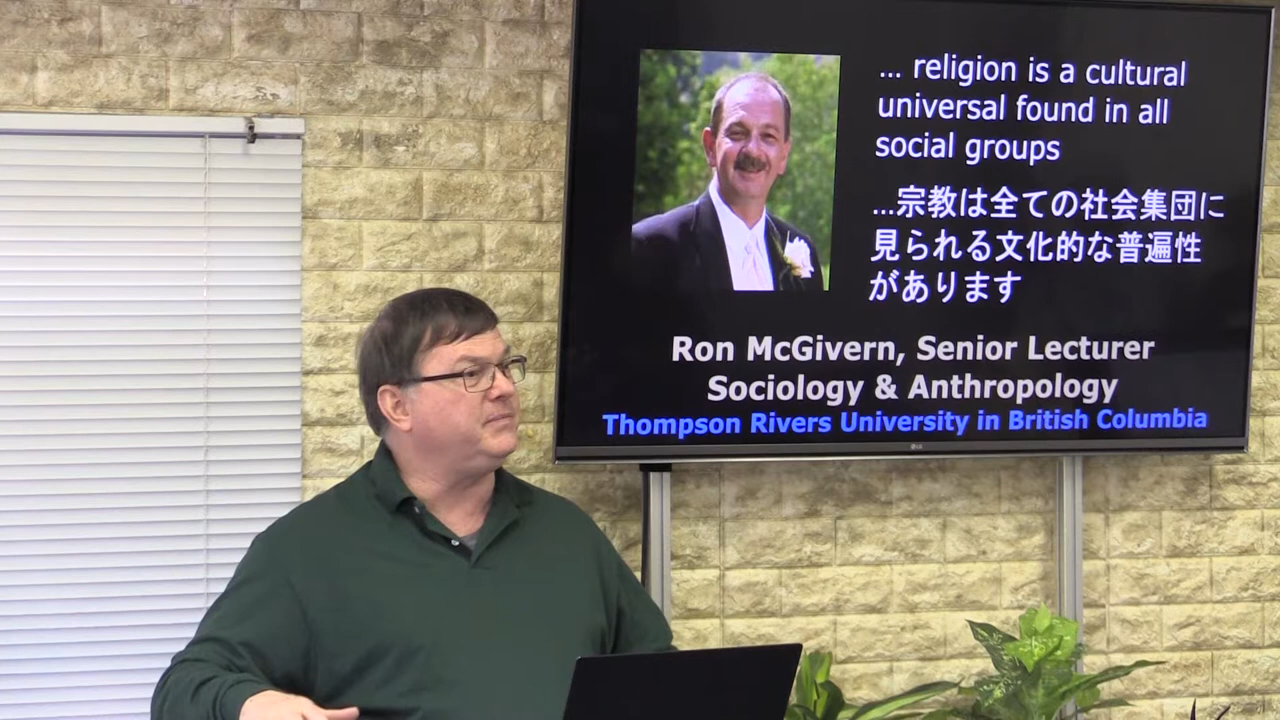 ... religion is a cultural
universal found in all
social groups
...宗教は全ての社会集団に
見られる文化的な普遍性
があります
Ron McGivern, Senior Lecturer
Sociology & Anthropology
Thompson Rivers University in British Columbia
LG